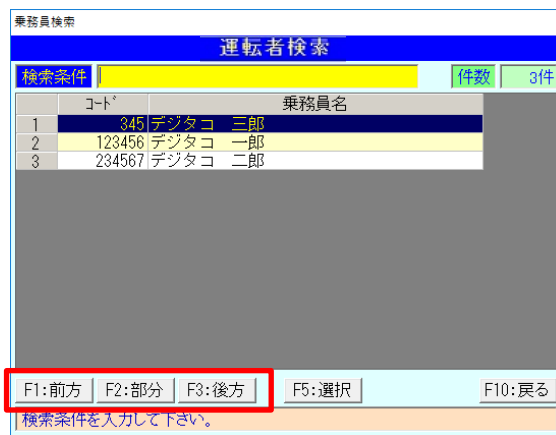 乗務員検索
運転者検索
検索条件 件数 3件
ｺｰﾄﾞ 乗務員名
1 345 デジタコ 三郎
2 123456 デジタコ 一郎
3 234567 デジタコ 二郎
F1:前方 F2:部分 F3:後方 F5:選択 F10:戻る
検索条件を入力して下さい。